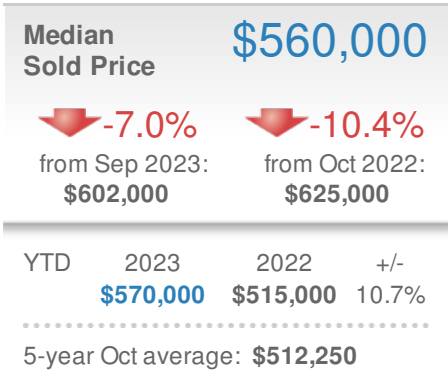 Median
Sold Price
$560,000
-7.0%
from Sep 2023:
$602,000
-10.4%
from Oct 2022:
$625,000
YTD 2023 2022 +/-
$570,000 $515,000 10.7%
5-year Oct average: $512,250